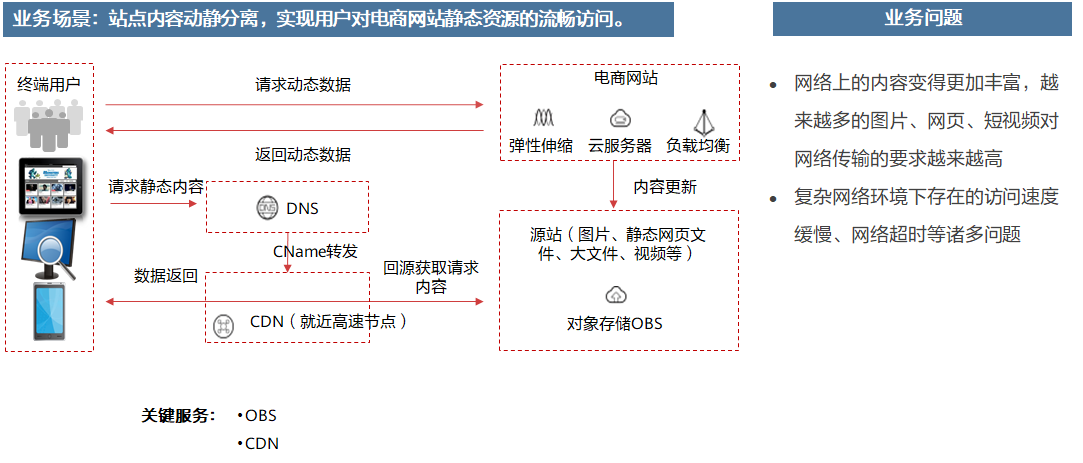 业务场景：站点内容动静分离，实现用户对电商网站静态资源的流畅访问。
业务问题
终端用户
请求动态数据
返回动态数据
电商网站
弹性伸缩
云服务器
负载均衡
内容更新
请求静态内容
DNS
DNS
CName转发
数据返回
回源获取请求
内容
CDN（就近高速节点）
源站（图片、静态网页文
件、大文件、视频等）
对象存储OBS
关键服务：
•OBS
•CDN
• 网络上的内容变得更加丰富，越
来越多的图片、网页、短视频对
网络传输的要求越来越高
• 复杂网络环境下存在的访问速度
缓慢、网络超时等诸多问题